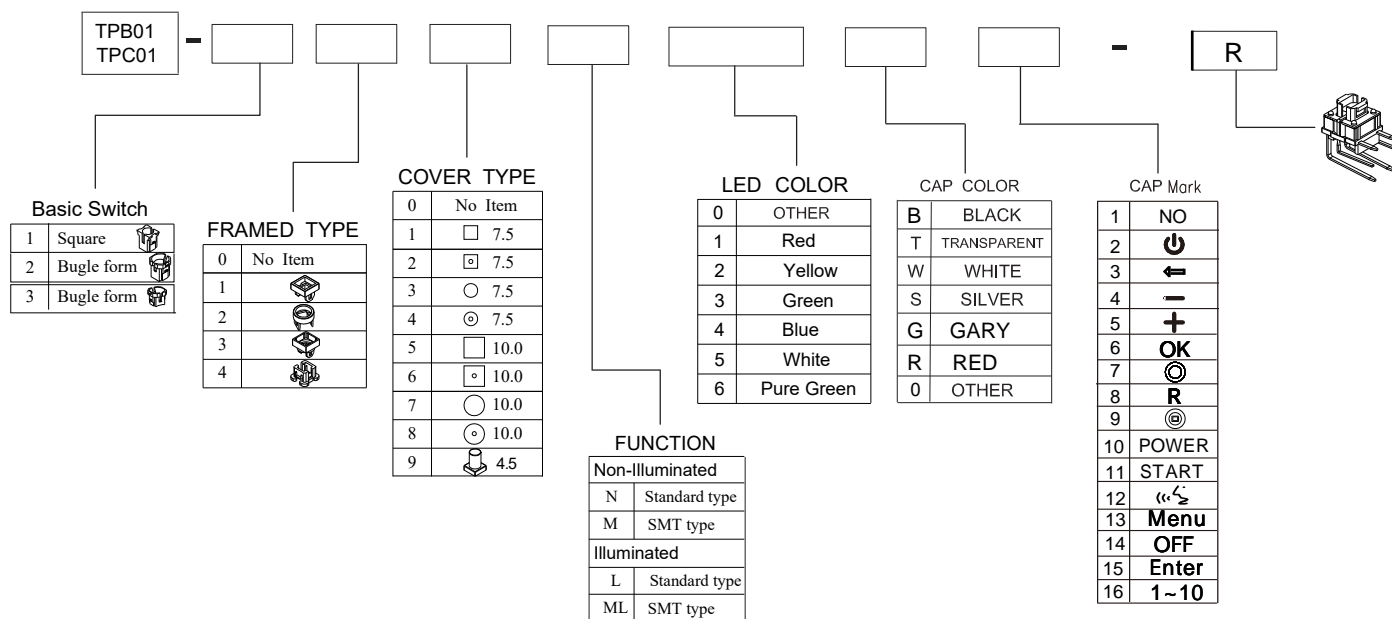 TPB01
TPC01
-
-
R
Basic Switch
1 Square
2 Bugle form
3 Bugle form
FRAMED TYPE
0 No Item
1
2
3
4
COVER TYPE
0 No Item
1 7.5
2 7.5
3 7.5
4 7.5
5 10.0
6 10.0
7 10.0
8 10.0
9 4.5
FUNCTION
Non-Illuminated
N Standard type
M SMT type
Illuminated
L Standard type
ML SMT type
LED COLOR
0 OTHER
1 Red
2 Yellow
3 Green
4 Blue
5 White
6 Pure Green
CAP COLOR
B BLACK
T TRANSPARENT
W WHITE
S SILVER
G GARY
R RED
0 OTHER
CAP Mark
1 NO
2
3
4 −
5 +
6 OK
7
8 R
9
10 POWER
11 START
12
13 Menu
14 OFF
15 Enter
16 1~10